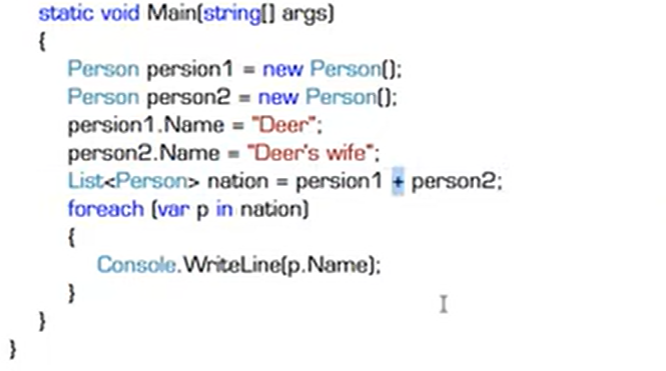 static void Main(string[] args)
{
Person persion1 = new Person();
Person person2 = new Person();
persion1.Name = "Deer";
person2.Name = "Deer's wife";
List<Person> nation = persion1 + person2;
foreach (var p in nation)
{
Console.WriteLine(p.Name);
}
}
}